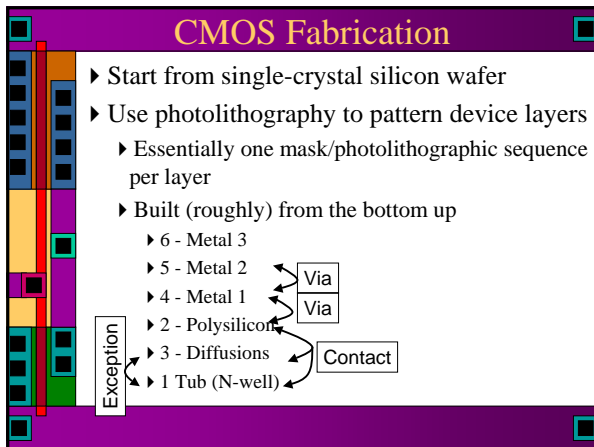 CMOS Fabrication
Start from single-crystal silicon wafer
Use photolithography to pattern device layers
Essentially one mask/photolithographic sequence
per layer
Built (roughly) from the bottom up
6 - Metal 3
5 - Metal 2
Via
4 - Metal 1
Via
2 - Polysilicon
3 - Diffusions
Contact
1 Tub (N-well)
Exception